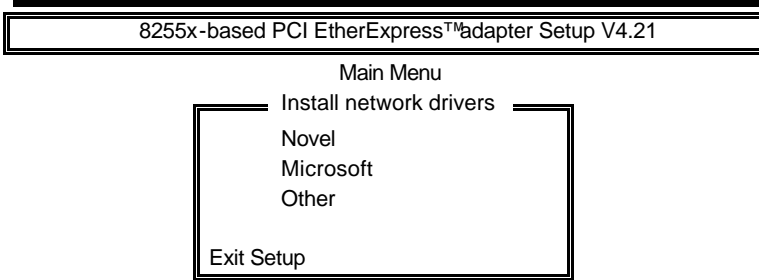 8255x-based PCI EtherExpress™adapter Setup V4.21
Main Menu
Install network drivers
Novel
Microsoft
Other
Exit Setup